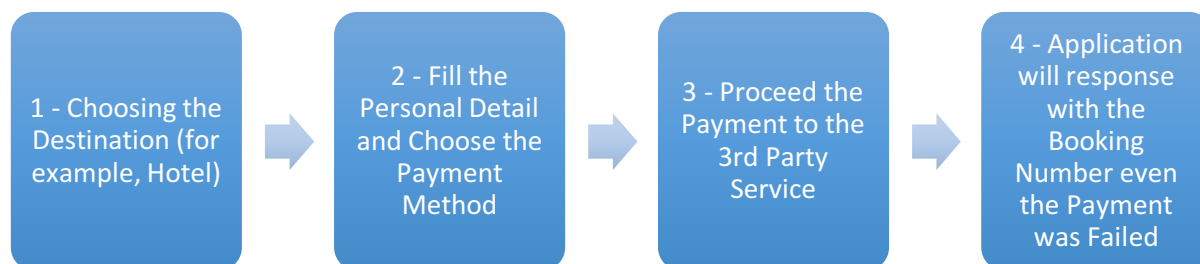 1 - Choosing the
Destination (for
example, Hotel)
2 - Fill the
Personal Detail
and Choose the
Payment
Method
3 - Proceed the
Payment to the
3rd Party
Service
4 - Application
will response
with the
Booking
Number even
the Payment
was Failed